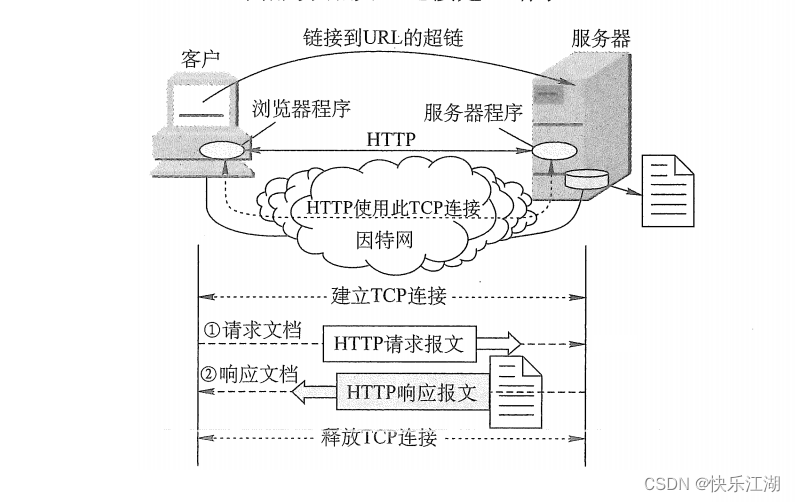 链接到URL的超链
服务器
客户
浏览器程序
服务器程序
HTTP
HTTP使用此TCP连接
因特网
建立TCP连接
①请求文档
HTTP请求报文
②响应文档
HTTP响应报文
释放TCP连接
CSDN @快乐江湖